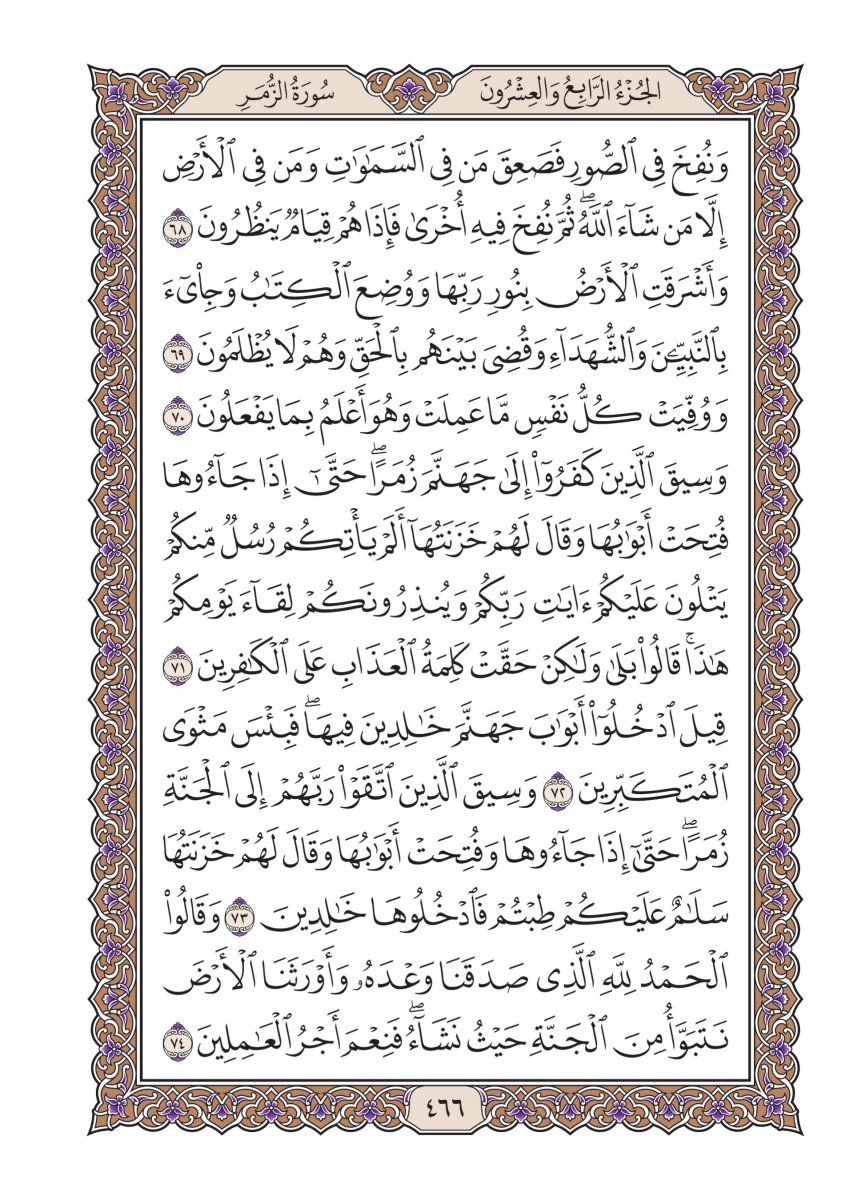 الجُزْءُ الرَّابِعُ وَالعِشْرُونَ
سُورَةُ الزُّمَرِ
وَنُفِخَ فِي ٱلصُّورِ فَصَعِقَ مَن فِي ٱلسَّمَٰوَٰتِ وَمَن فِي ٱلْأَرْضِ
إِلَّا مَن شَآءَ ٱللَّهُۖ ثُمَّ نُفِخَ فِيهِ أُخْرَىٰ فَإِذَا هُمْ قِيَامٌ يَنظُرُونَ ٦٨
وَأَشْرَقَتِ ٱلْأَرْضُ بِنُورِ رَبِّهَا وَوُضِعَ ٱلْكِتَٰبُ وَجِاْىٓءَ
بِٱلنَّبِيِّـۧنَ وَٱلشُّهَدَآءِ وَقُضِيَ بَيْنَهُم بِٱلْحَقِّ وَهُمْ لَا يُظْلَمُونَ ٦٩
وَوُفِّيَتْ كُلُّ نَفْسٍ مَّا عَمِلَتْ وَهُوَ أَعْلَمُ بِمَا يَفْعَلُونَ ٧٠
وَسِيقَ ٱلَّذِينَ كَفَرُوٓاْ إِلَىٰ جَهَنَّمَ زُمَرًاۖ حَتَّىٰٓ إِذَا جَآءُوهَا
فُتِحَتْ أَبْوَٰبُهَا وَقَالَ لَهُمْ خَزَنَتُهَآ أَلَمْ يَأْتِكُمْ رُسُلٌ مِّنكُمْ
يَتْلُونَ عَلَيْكُمْ ءَايَٰتِ رَبِّكُمْ وَيُنذِرُونَكُمْ لِقَآءَ يَوْمِكُمْ
هَٰذَاۚ قَالُواْ بَلَىٰ وَلَٰكِنْ حَقَّتْ كَلِمَةُ ٱلْعَذَابِ عَلَى ٱلْكَٰفِرِينَ ٧١
قِيلَ ٱدْخُلُوٓاْ أَبْوَٰبَ جَهَنَّمَ خَٰلِدِينَ فِيهَاۖ فَبِئْسَ مَثْوَى
ٱلْمُتَكَبِّرِينَ ٧٢ وَسِيقَ ٱلَّذِينَ ٱتَّقَوْاْ رَبَّهُمْ إِلَى ٱلْجَنَّةِ
زُمَرًاۖ حَتَّىٰٓ إِذَا جَآءُوهَا وَفُتِحَتْ أَبْوَٰبُهَا وَقَالَ لَهُمْ خَزَنَتُهَا
سَلَٰمٌ عَلَيْكُمْ طِبْتُمْ فَٱدْخُلُوهَا خَٰلِدِينَ ٧٣ وَقَالُواْ
ٱلْحَمْدُ لِلَّهِ ٱلَّذِي صَدَقَنَا وَعْدَهُۥ وَأَوْرَثَنَا ٱلْأَرْضَ
نَتَبَوَّأُ مِنَ ٱلْجَنَّةِ حَيْثُ نَشَآءُۖ فَنِعْمَ أَجْرُ ٱلْعَٰمِلِينَ ٧٤
٤٦٦